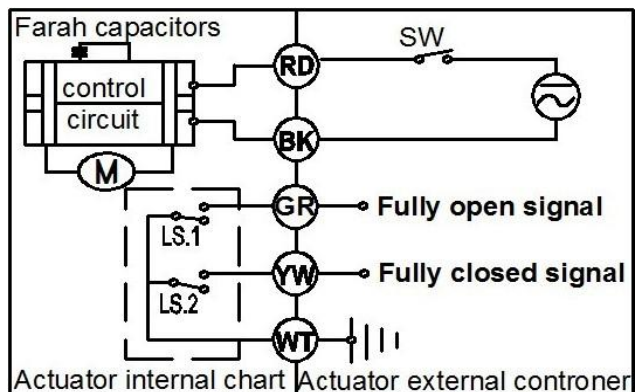 Farah capacitors
control
circuit
M
RD
SW
BK
GR
Fully open signal
LS.1
YW
Fully closed signal
LS.2
WT
Actuator internal chart
Actuator external controner